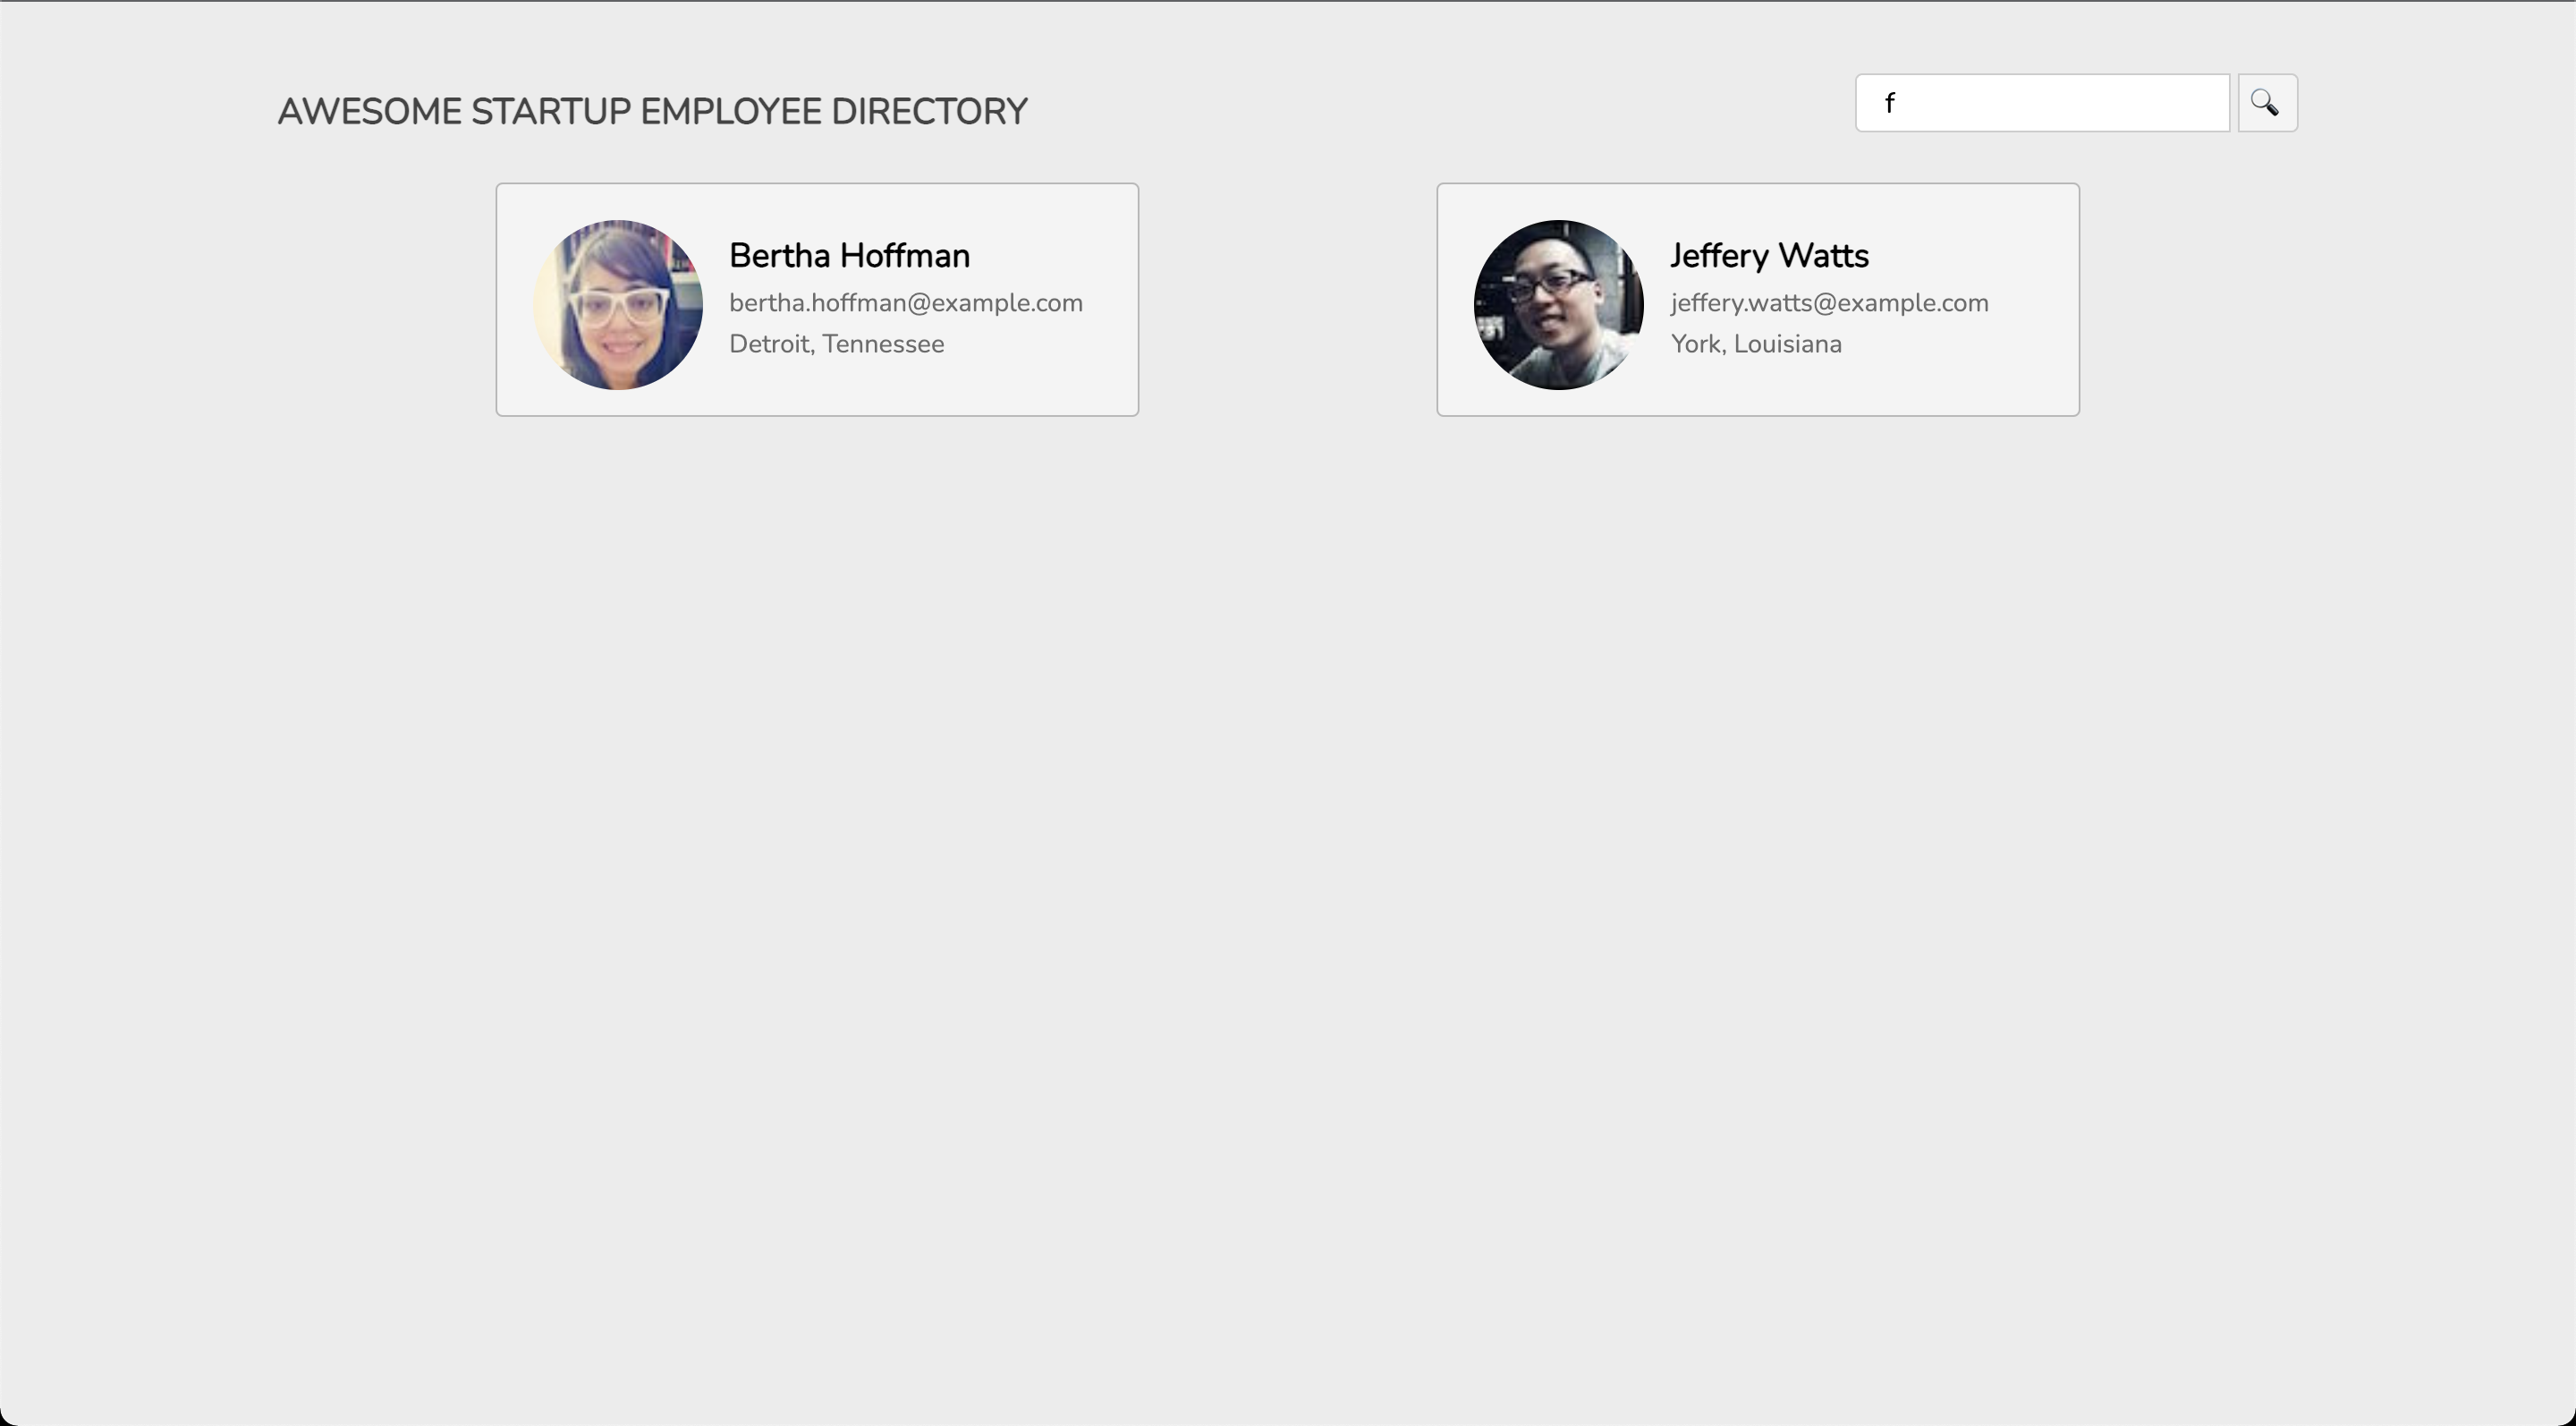 AWESOME STARTUP EMPLOYEE DIRECTORY
f
Bertha Hoffman
bertha.hoffman@example.com
Detroit, Tennessee
Jeffery Watts
jeffery.watts@example.com
York, Louisiana